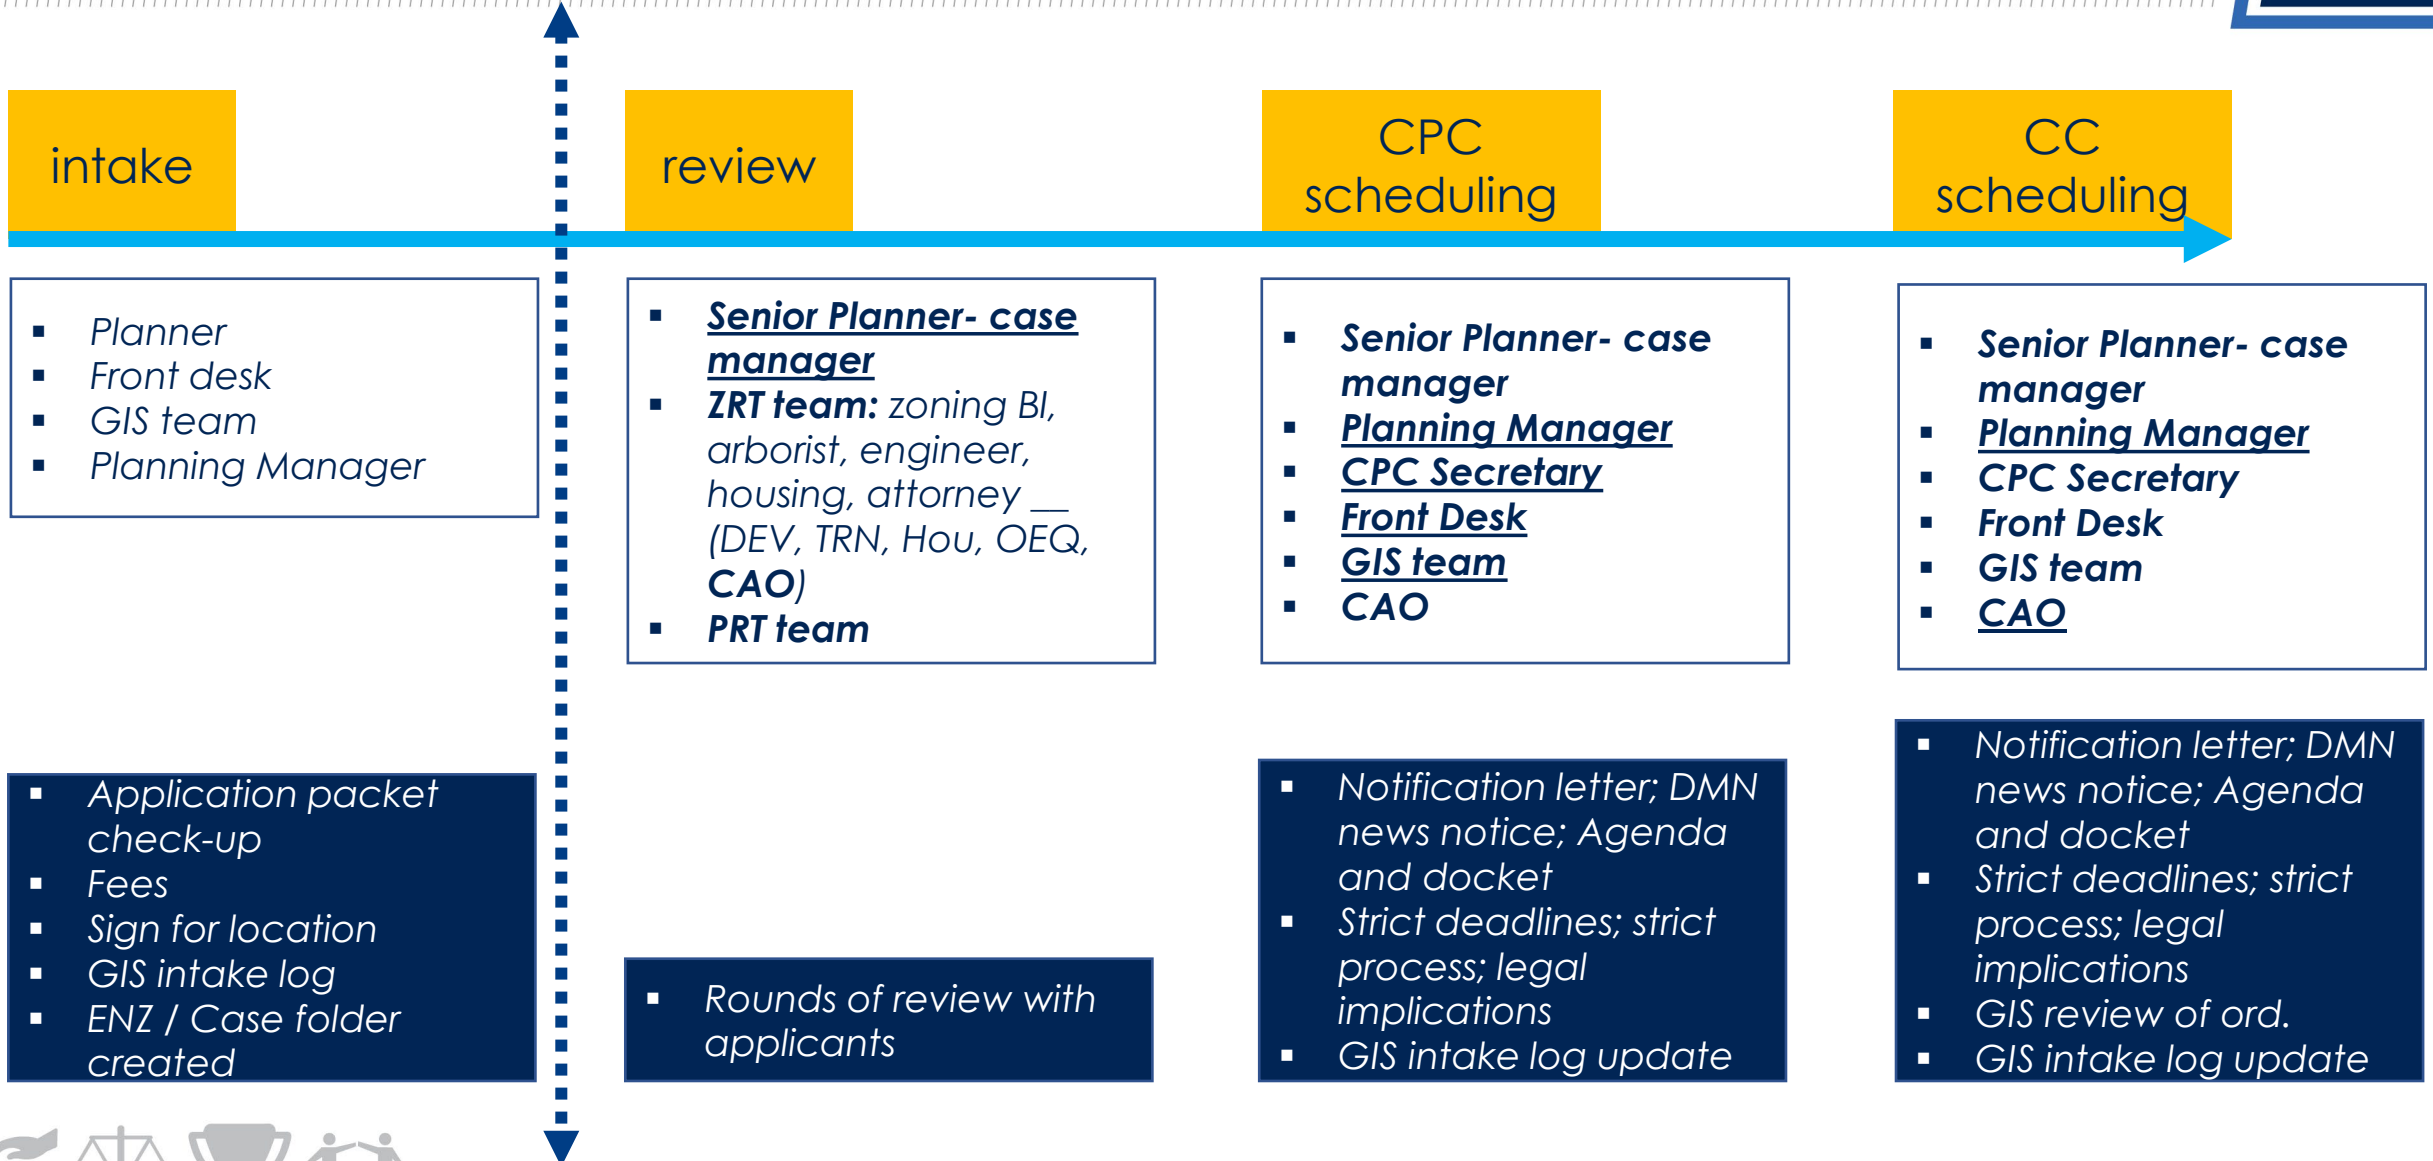 intake
review
CPC
scheduling
CC
scheduling
▪ Planner
▪ Front desk
▪ GIS team
▪ Planning Manager
▪ Senior Planner- case
manager
▪ ZRT team: zoning BI,
arborist, engineer,
housing, attorney __
(DEV, TRN, Hou, OEQ,
CAO)
▪ PRT team
▪ Senior Planner- case
manager
▪ Planning Manager
▪ CPC Secretary
▪ Front Desk
▪ GIS team
▪ CAO
▪ Senior Planner- case
manager
▪ Planning Manager
▪ CPC Secretary
▪ Front Desk
▪ GIS team
▪ CAO
▪ Application packet
check-up
▪ Fees
▪ Sign for location
▪ GIS intake log
▪ ENZ / Case folder
created
▪ Rounds of review with
applicants
▪ Notification letter; DMN
news notice; Agenda
and docket
▪ Strict deadlines; strict
process; legal
implications
▪ GIS intake log update
▪ Notification letter; DMN
news notice; Agenda
and docket
▪ Strict deadlines; strict
process; legal
implications
▪ GIS review of ord.
▪ GIS intake log update